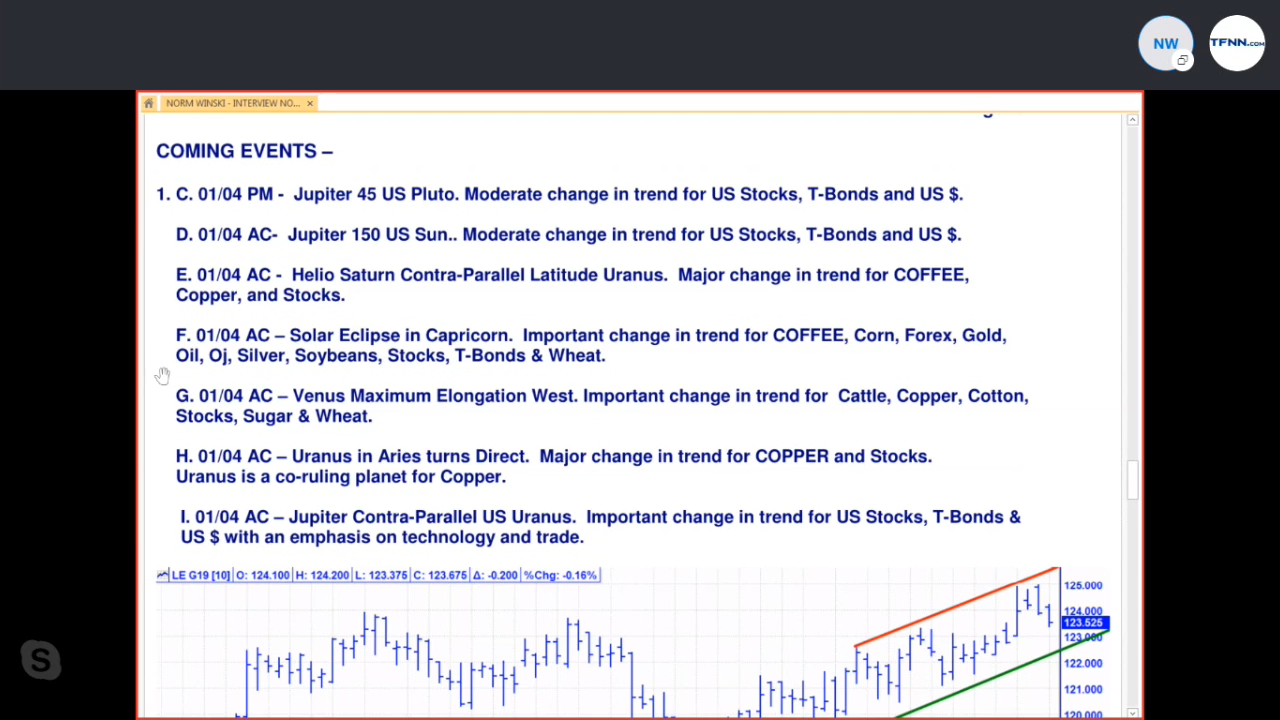 NW
TFNN.COM
NORM WINSKI - INTERVIEW NO... ×
COMING EVENTS –
1. C. 01/04 PM - Jupiter 45 US Pluto. Moderate change in trend for US Stocks, T-Bonds and US $.
D. 01/04 AC- Jupiter 150 US Sun.. Moderate change in trend for US Stocks, T-Bonds and US $.
E. 01/04 AC - Helio Saturn Contra-Parallel Latitude Uranus. Major change in trend for COFFEE,
Copper, and Stocks.
F. 01/04 AC – Solar Eclipse in Capricorn. Important change in trend for COFFEE, Corn, Forex, Gold,
Oil, Oj, Silver, Soybeans, Stocks, T-Bonds & Wheat.
G. 01/04 AC – Venus Maximum Elongation West. Important change in trend for Cattle, Copper, Cotton,
Stocks, Sugar & Wheat.
H. 01/04 AC – Uranus in Aries turns Direct. Major change in trend for COPPER and Stocks.
Uranus is a co-ruling planet for Copper.
I. 01/04 AC – Jupiter Contra-Parallel US Uranus. Important change in trend for US Stocks, T-Bonds &
US $ with an emphasis on technology and trade.
LE G19 [10] O: 124.100 H: 124.200 L: 123.375 C: 123.675 Δ: -0.200 %Chg: -0.16%
125.000
124.000
123.525
123.000
122.000
121.000
120.000
S